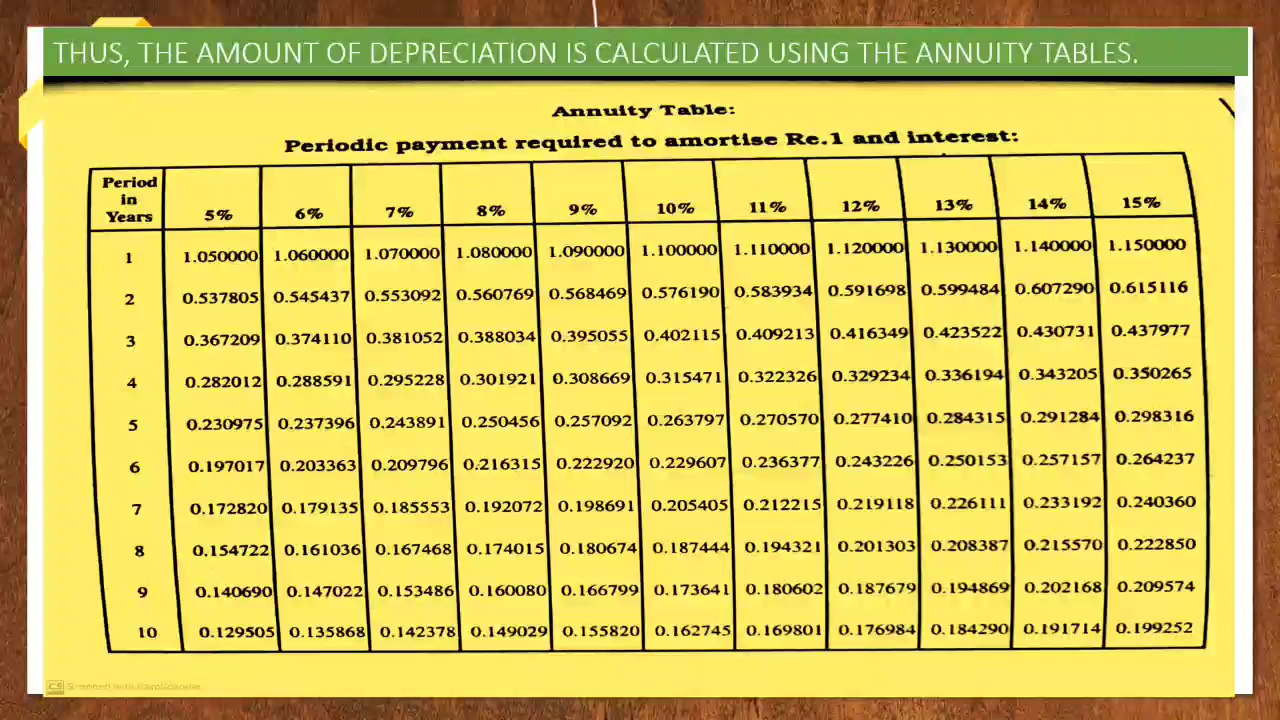 THUS, THE AMOUNT OF DEPRECIATION IS CALCULATED USING THE ANNUITY TABLES.
Annuity Table:
Periodic payment required to amortise Re.1 and interest:
Period in Years 5% 6% 7% 8% 9% 10% 11% 12% 13% 14% 15%
1 1.050000 1.060000 1.070000 1.080000 1.090000 1.100000 1.110000 1.120000 1.130000 1.140000 1.150000
2 0.537805 0.545437 0.553092 0.560769 0.568469 0.576190 0.583934 0.591698 0.599484 0.607290 0.615116
3 0.367209 0.374110 0.381052 0.388034 0.395055 0.402115 0.409213 0.416349 0.423522 0.430731 0.437977
4 0.282012 0.288591 0.295228 0.301921 0.308669 0.315471 0.322326 0.329234 0.336194 0.343205 0.350265
5 0.230975 0.237396 0.243891 0.250456 0.257092 0.263797 0.270570 0.277410 0.284315 0.291284 0.298316
6 0.197017 0.203363 0.209796 0.216315 0.222920 0.229607 0.236377 0.243226 0.250153 0.257157 0.264237
7 0.172820 0.179135 0.185553 0.192072 0.198691 0.205405 0.212215 0.219118 0.226111 0.233192 0.240360
8 0.154722 0.161036 0.167468 0.174015 0.180674 0.187444 0.194321 0.201303 0.208387 0.215570 0.222850
9 0.140690 0.147022 0.153486 0.160080 0.166799 0.173641 0.180602 0.187679 0.194869 0.202168 0.209574
10 0.129505 0.135868 0.142378 0.149029 0.155820 0.162745 0.169801 0.176984 0.184290 0.191714 0.199252
CS Scanned with CamScanner